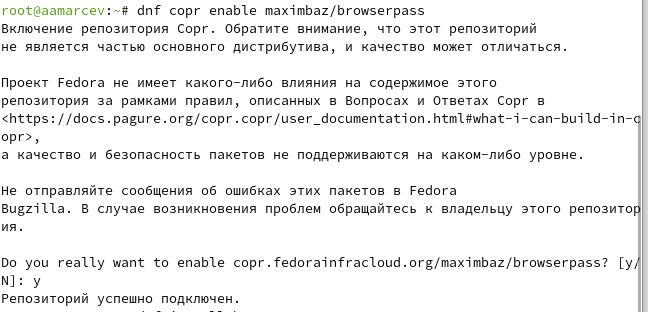 root@aamarcev:~# dnf copr enable maximbaz/browserpass
Включение репозитория Copr. Обратите внимание, что этот репозиторий
не является частью основного дистрибутива, и качество может отличаться.
Проект Fedora не имеет какого-либо влияния на содержимое этого
репозитория за рамками правил, описанных в Вопросах и Ответах Copr в
<https://docs.pagure.org/copr.copr/user_documentation.html#what-i-can-build-in-c
opr>,
а качество и безопасность пакетов не поддерживаются на каком-либо уровне.
Не отправляйте сообщения об ошибках этих пакетов в Fedora
Bugzilla. В случае возникновения проблем обращайтесь к владельцу этого репозитор
ия.
Do you really want to enable copr.fedorainfracloud.org/maximbaz/browserpass? [y/
N]: y
Репозиторий успешно подключен.